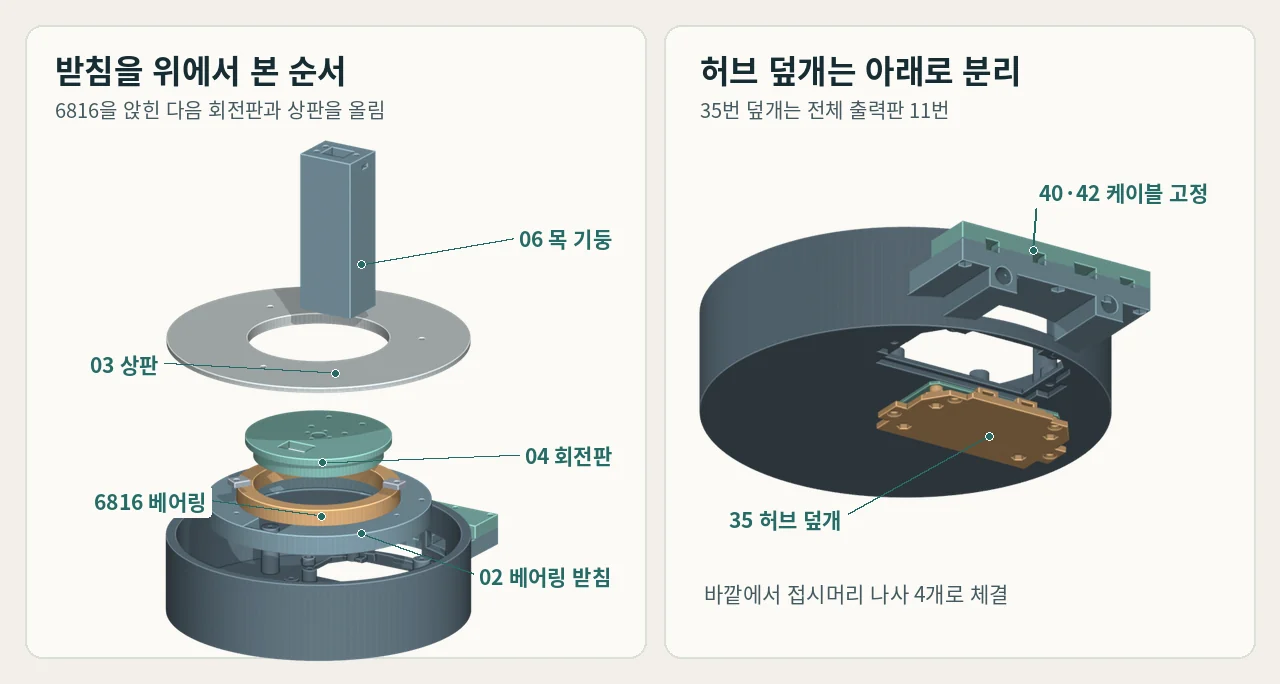 받침을 위에서 본 순서
6816을 앉힌 다음 회전판과 상판을 올림
06 목 기둥
03 상판
04 회전판
6816 베어링
02 베어링 받침
허브 덮개는 아래로 분리
35번 덮개는 전체 출력판 11번
40·42 케이블 고정
35 허브 덮개
바깥에서 접시머리 나사 4개로 체결